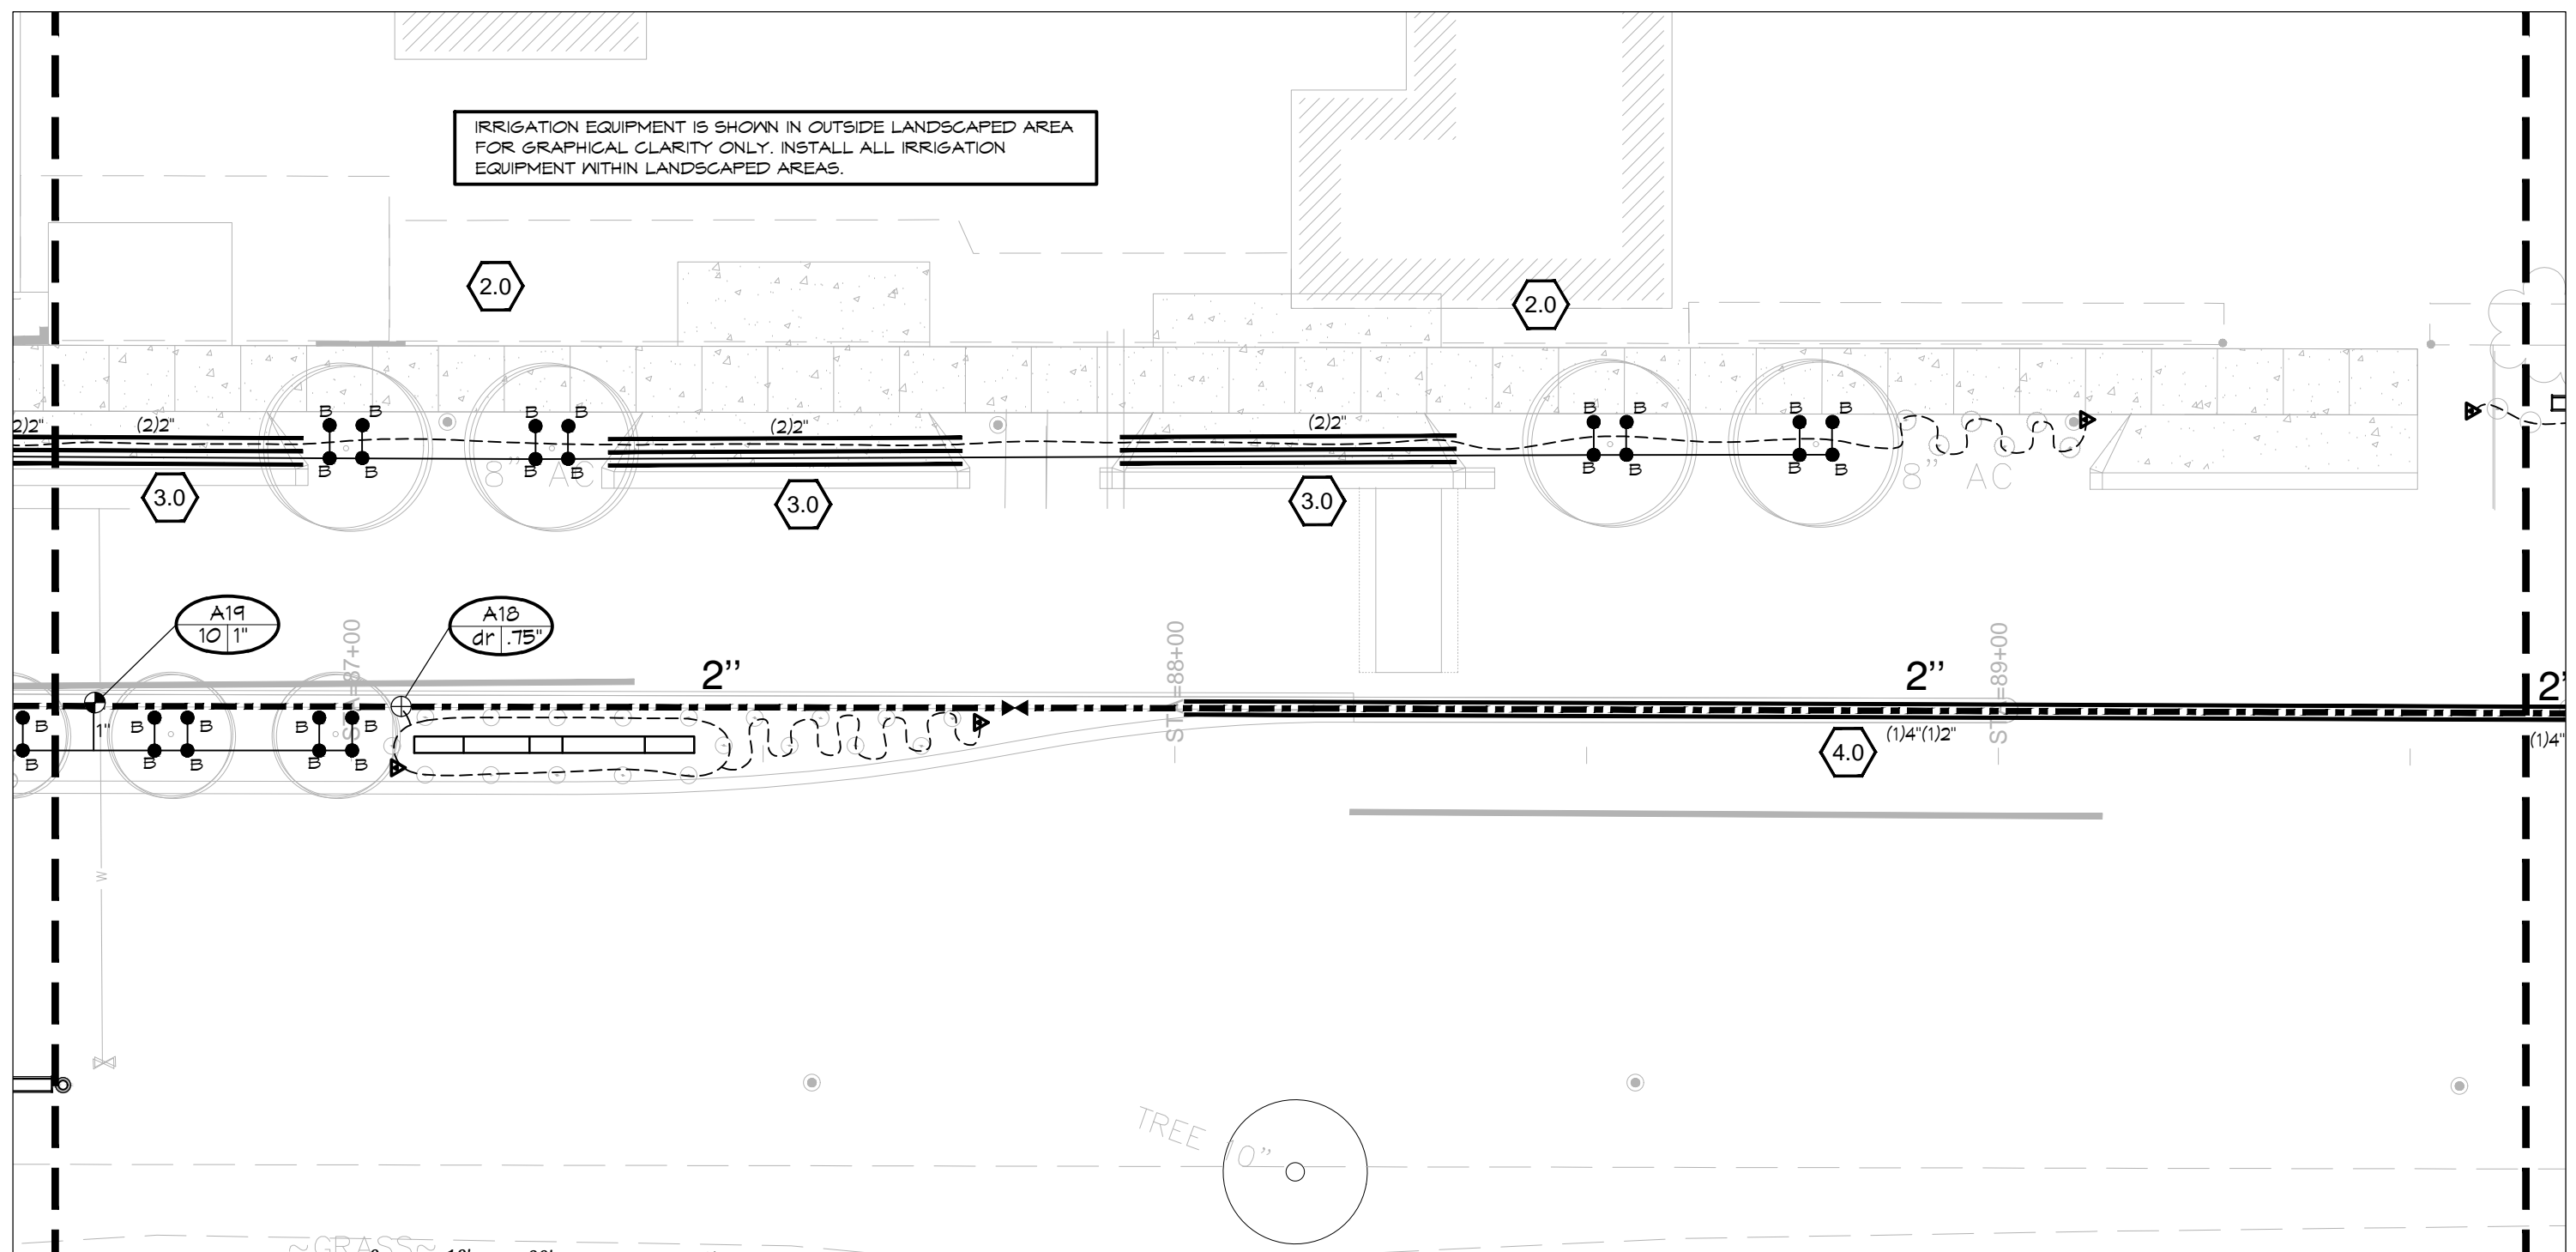 IRRIGATION EQUIPMENT IS SHOWN IN OUTSIDE LANDSCAPED AREA
FOR GRAPHICAL CLARITY ONLY. INSTALL ALL IRRIGATION
EQUIPMENT WITHIN LANDSCAPED AREAS.
2.0
2.0
B B B B B B B B
2)2" (2)2" (2)2" (2)2"
B B B B B B B B
8" AC
8" AC
3.0
3.0
3.0
A19
10 1"
A18
dr .75"
STA=87+00
STA=88+00
STA=89+00
2"
2"
2"
B B B B B
1"
B B B B B
4.0
(1)4"(1)2"
(1)4"
W
TREE 10"
~GRASS~